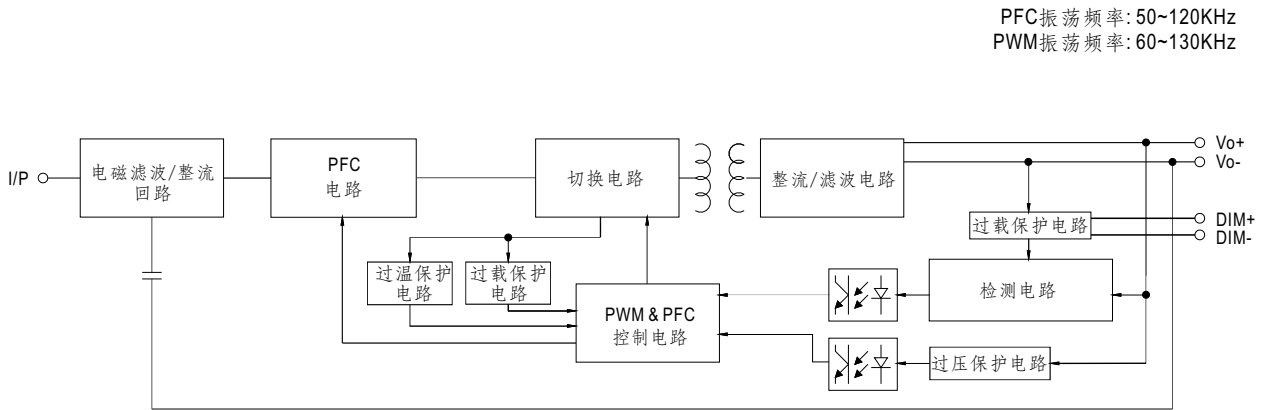 PFC振荡频率: 50~120KHz
PWM振荡频率: 60~130KHz
I/P
电磁滤波/整流
回路
PFC
电路
切换电路
整流/滤波电路
Vo+
Vo-
过载保护电路
DIM+
DIM-
过温保护
电路
过载保护
电路
PWM & PFC
控制电路
检测电路
过压保护电路